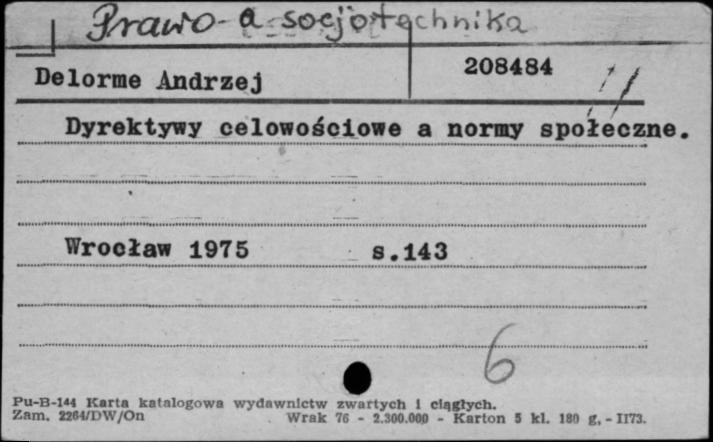 Prawo a socjotechnika
Delorme Andrzej 208484
Dyrektywy celowościowe a normy społeczne.
Wrocław 1975 s.143
6
Pu-B-144 Karta katalogowa wydawnictw zwartych i ciągłych.
Zam. 2264/DW/On Wrak 76 - 2.300.000 - Karton 5 kl. 180 g, - II73.